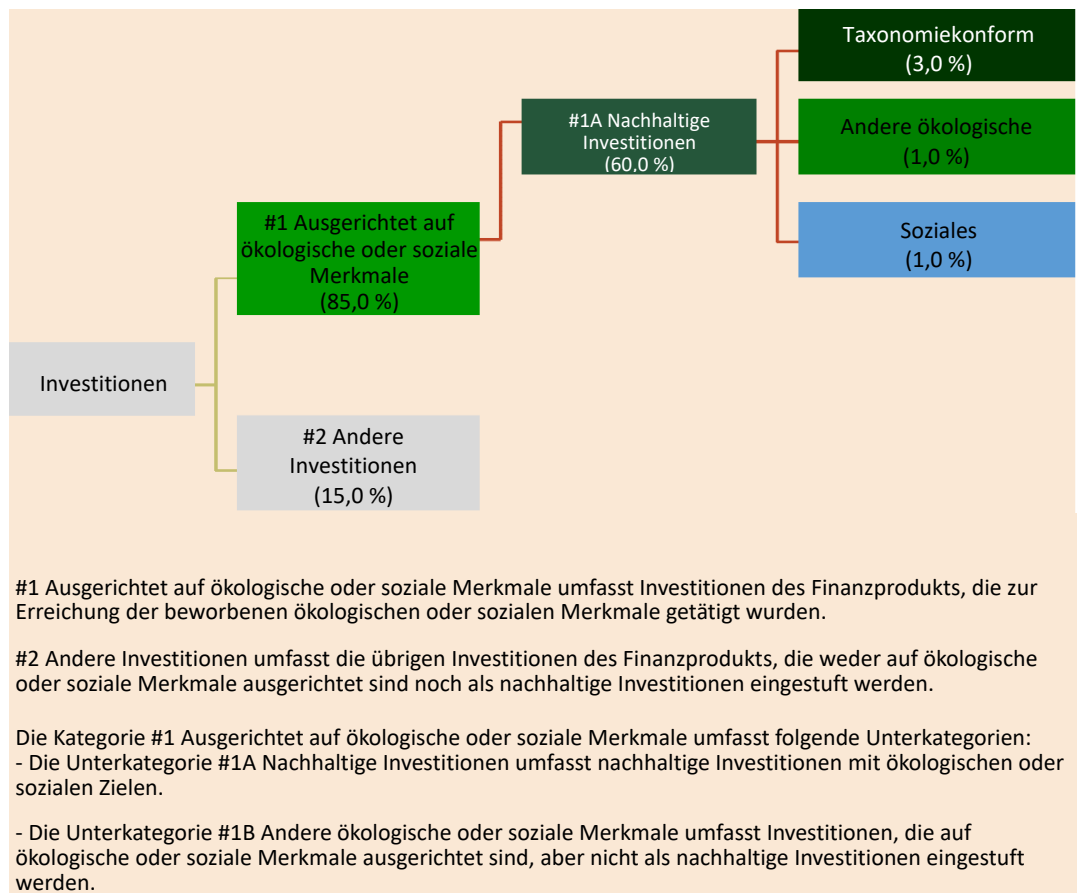 Taxonomiekonform
(3,0 %)
#1A Nachhaltige
Investitionen
(60,0 %)
Andere ökologische
(1,0 %)
#1 Ausgerichtet auf
ökologische oder soziale
Merkmale
(85,0 %)
Soziales
(1,0 %)
Investitionen
#2 Andere
Investitionen
(15,0 %)
#1 Ausgerichtet auf ökologische oder soziale Merkmale umfasst Investitionen des Finanzprodukts, die zur
Erreichung der beworbenen ökologischen oder sozialen Merkmale getätigt wurden.
#2 Andere Investitionen umfasst die übrigen Investitionen des Finanzprodukts, die weder auf ökologische
oder soziale Merkmale ausgerichtet sind noch als nachhaltige Investitionen eingestuft werden.
Die Kategorie #1 Ausgerichtet auf ökologische oder soziale Merkmale umfasst folgende Unterkategorien:
- Die Unterkategorie #1A Nachhaltige Investitionen umfasst nachhaltige Investitionen mit ökologischen oder
sozialen Zielen.
- Die Unterkategorie #1B Andere ökologische oder soziale Merkmale umfasst Investitionen, die auf
ökologische oder soziale Merkmale ausgerichtet sind, aber nicht als nachhaltige Investitionen eingestuft
werden.